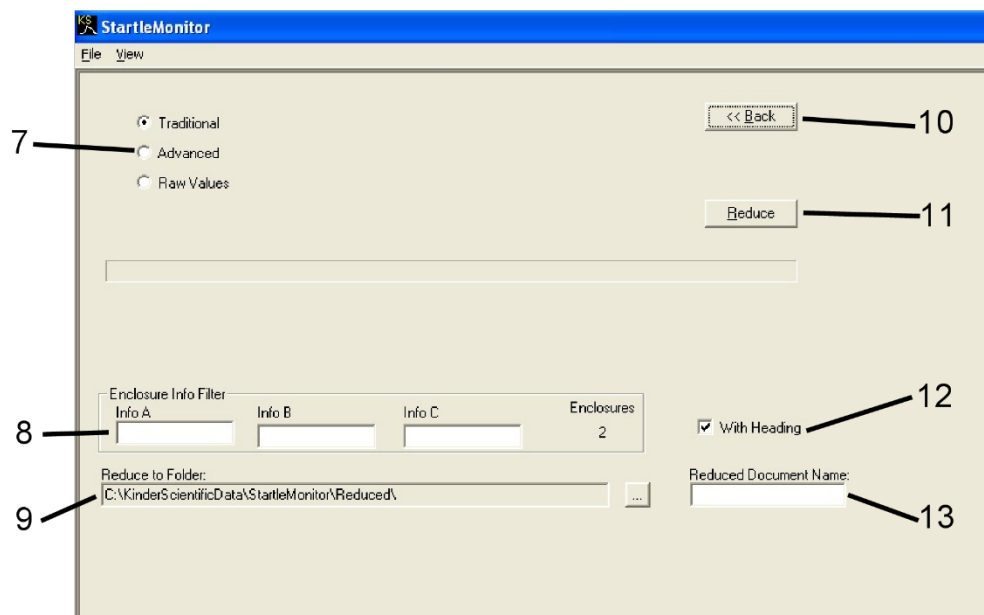 KS
StartleMonitor
File View
Traditional
<< Back
10
7
Advanced
Raw Values
Reduce
11
Enclosure Info Filter
Info A Info B Info C Enclosures
12
8
2
With Heading
Reduce to Folder:
Reduced Document Name:
C:\KinderScientificData\StartleMonitor\Reduced\
...
9
13